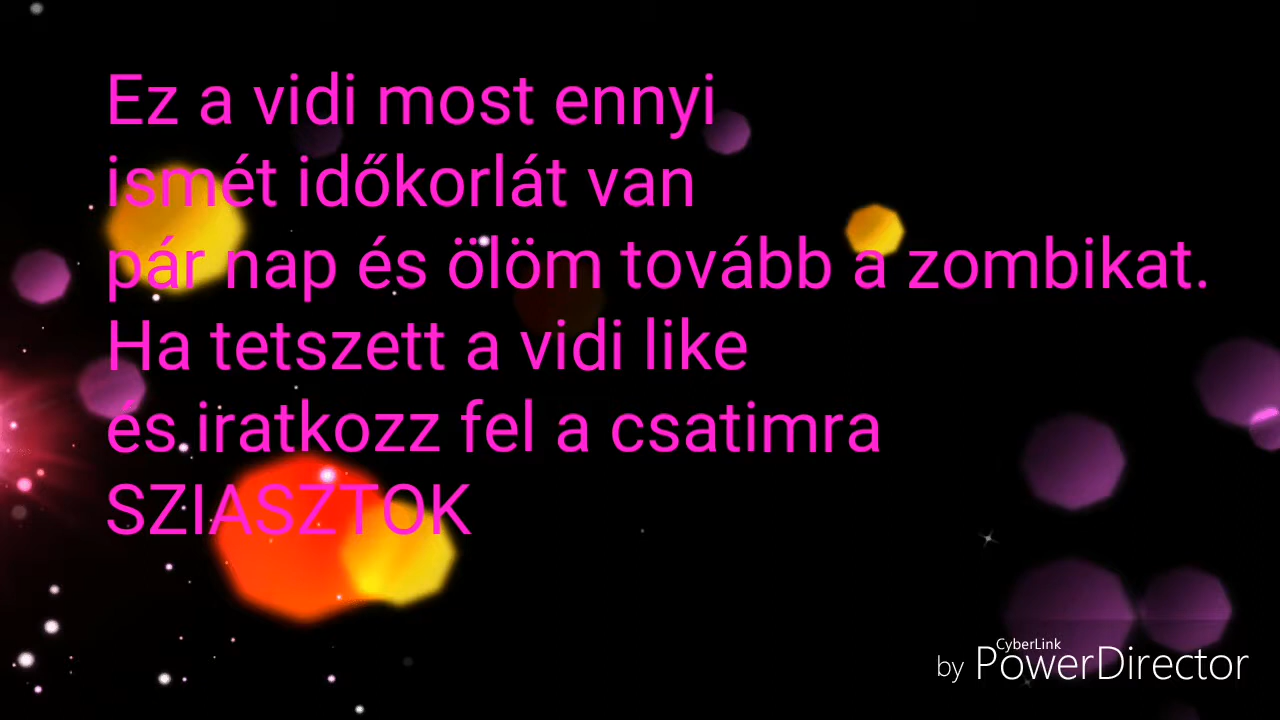 Ez a vidi most ennyi
ismét időkorlát van
pár nap és ölöm tovább a zombikat.
Ha tetszett a vidi like
és iratkozz fel a csatimra
SZIASZTOK
CyberLink
by PowerDirector